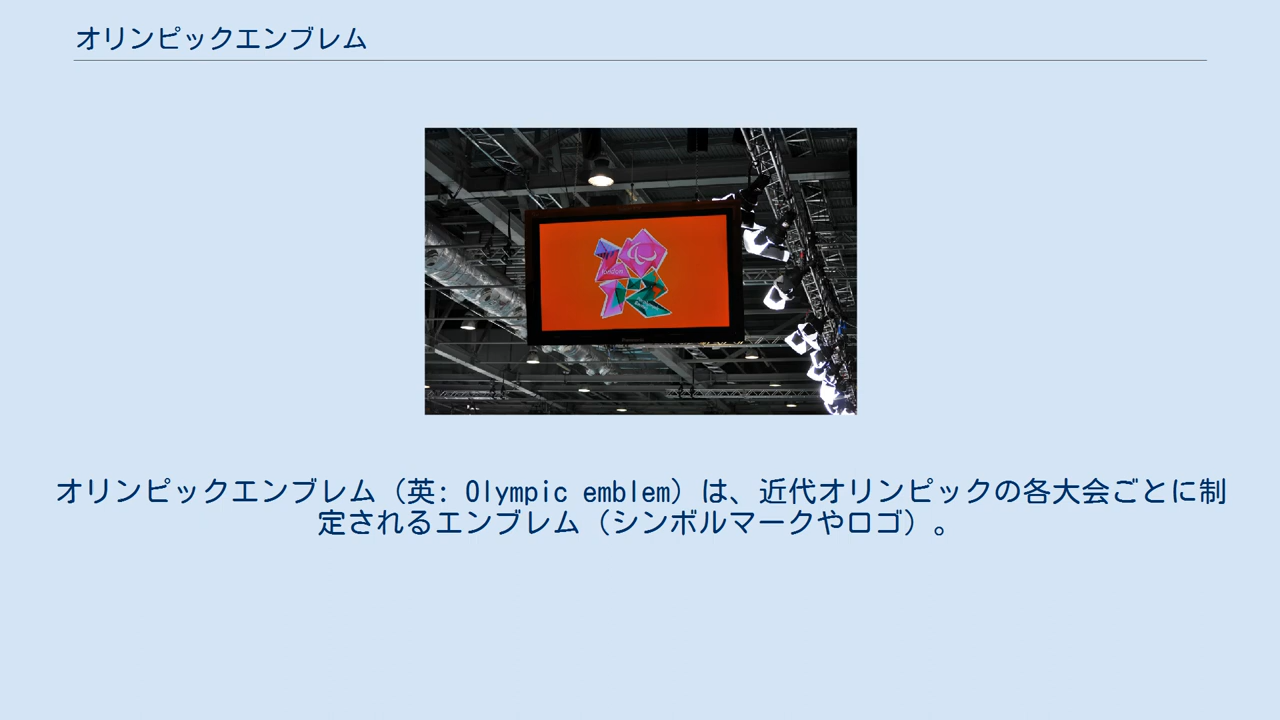 オリンピックエンブレム
london
オリンピックエンブレム（英: Olympic emblem）は、近代オリンピックの各大会ごとに制
定されるエンブレム（シンボルマークやロゴ）。